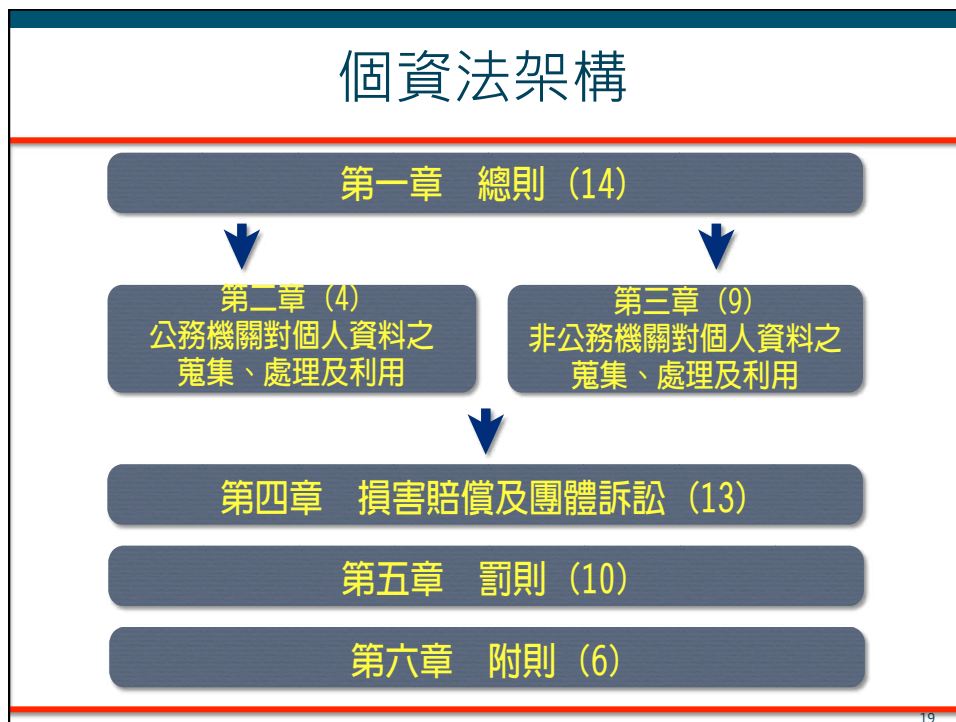 個資法架構
第一章　總則 (14)
第二章 (4)
公務機關對個人資料之
蒐集、處理及利用
第三章 (9)
非公務機關對個人資料之
蒐集、處理及利用
第四章　損害賠償及團體訴訟 (13)
第五章　罰則 (10)
第六章　附則 (6)
19